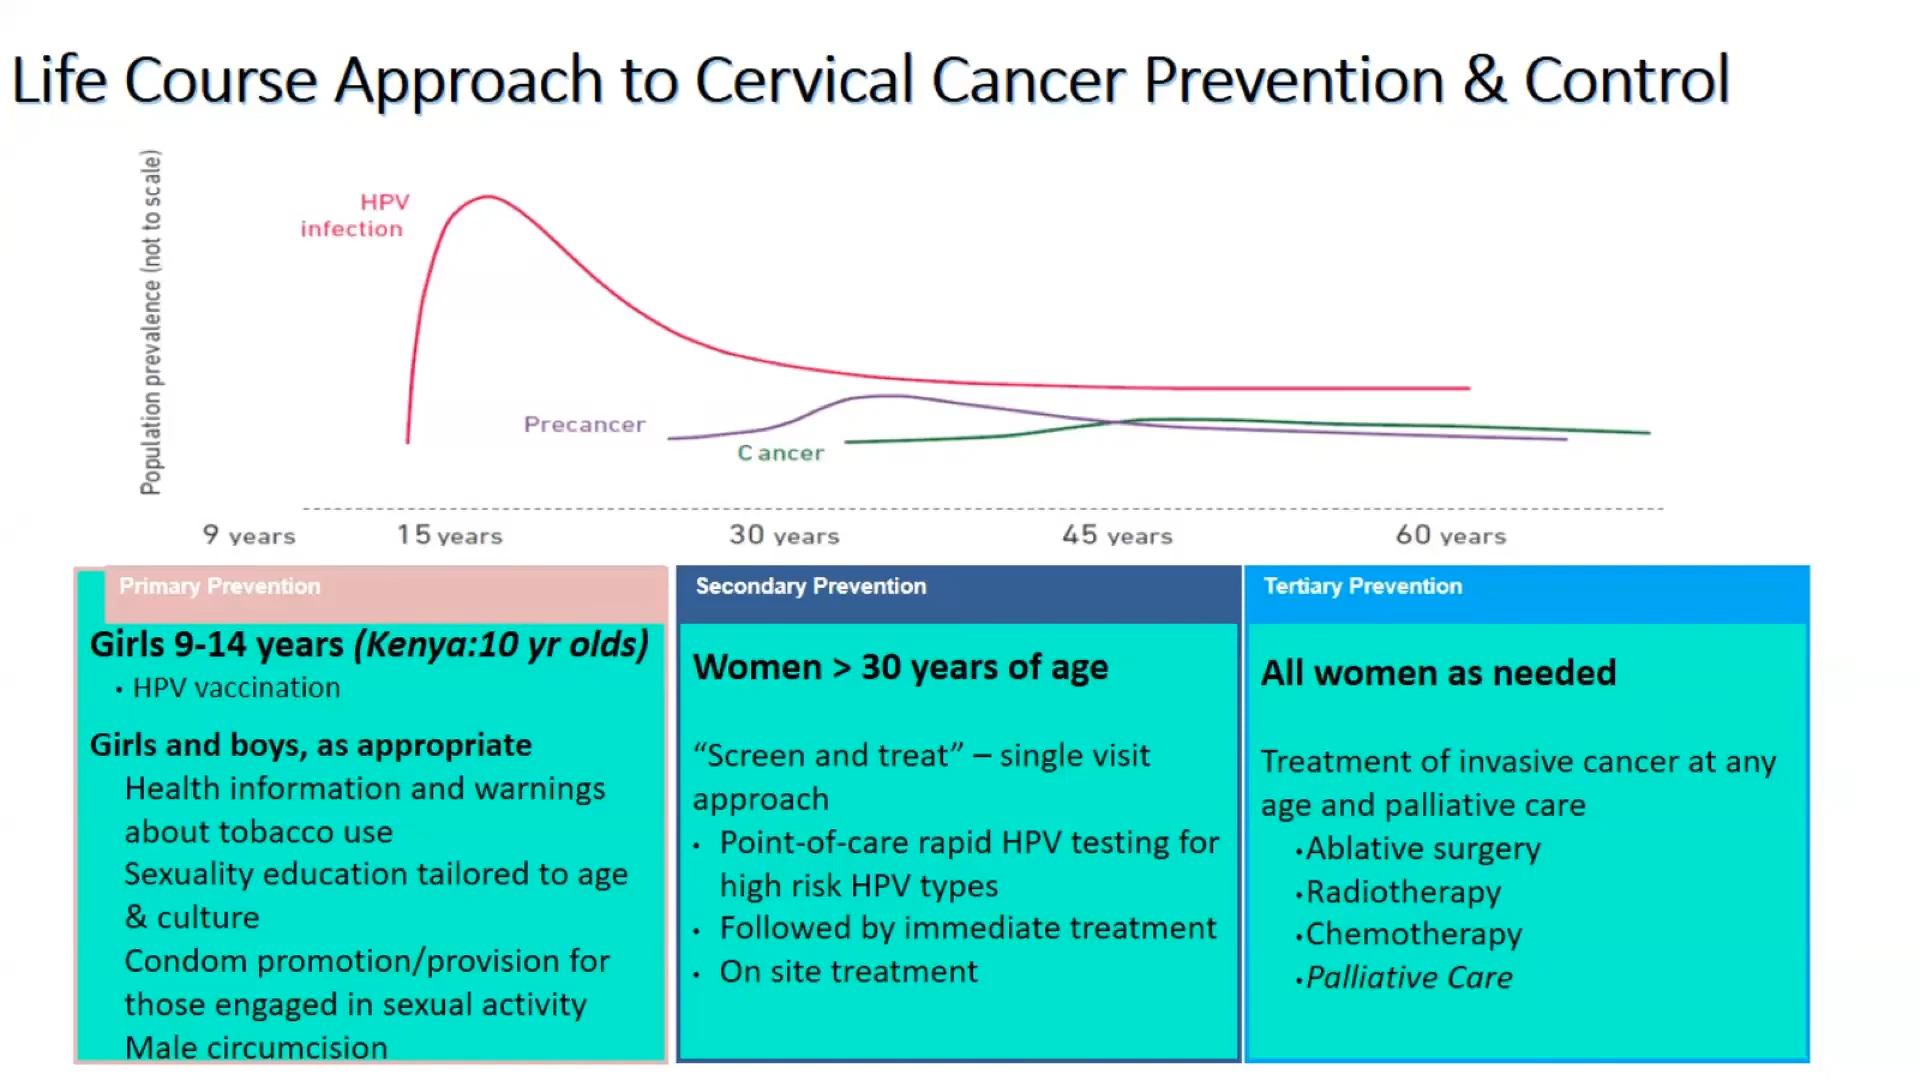 Life Course Approach to Cervical Cancer Prevention & Control
Population prevalence (not to scale)
HPV
infection
Precancer
Cancer
9 years
15 years
30 years
45 years
60 years
Primary Prevention
Girls 9-14 years (Kenya:10 yr olds)
• HPV vaccination
Girls and boys, as appropriate
Health information and warnings
about tobacco use
Sexuality education tailored to age
& culture
Condom promotion/provision for
those engaged in sexual activity
Male circumcision
Secondary Prevention
Women > 30 years of age
“Screen and treat” – single visit
approach
• Point-of-care rapid HPV testing for
high risk HPV types
• Followed by immediate treatment
• On site treatment
Tertiary Prevention
All women as needed
Treatment of invasive cancer at any
age and palliative care
•Ablative surgery
•Radiotherapy
•Chemotherapy
•Palliative Care